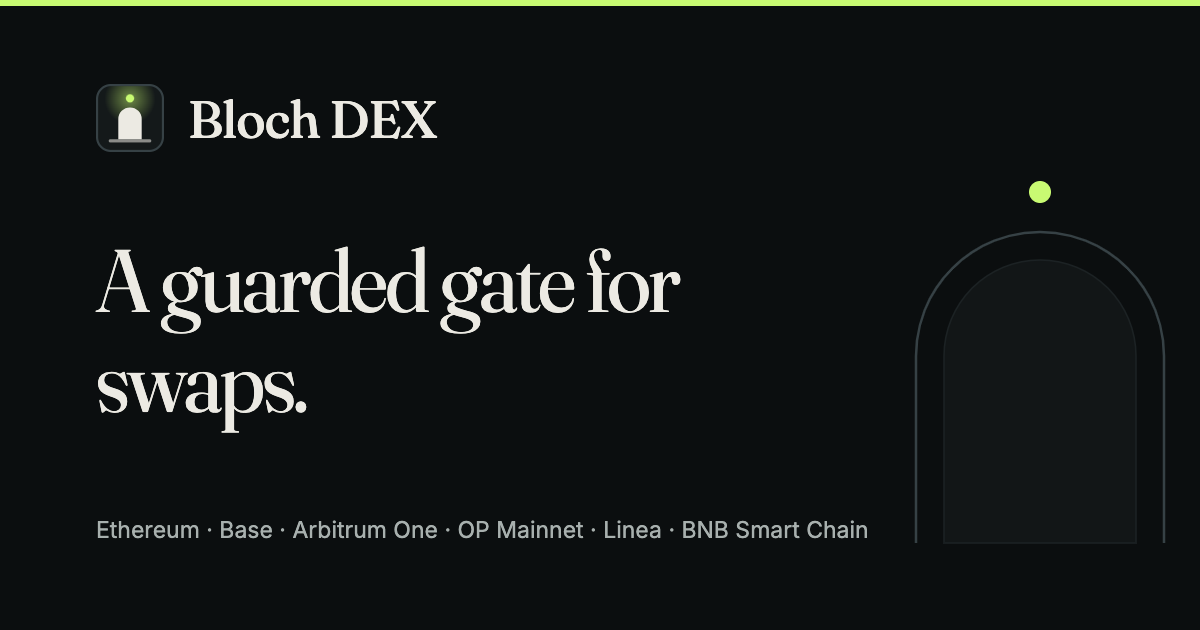 Bloch DEX
A guarded gate for
swaps.
Ethereum · Base · Arbitrum One · OP Mainnet · Linea · BNB Smart Chain